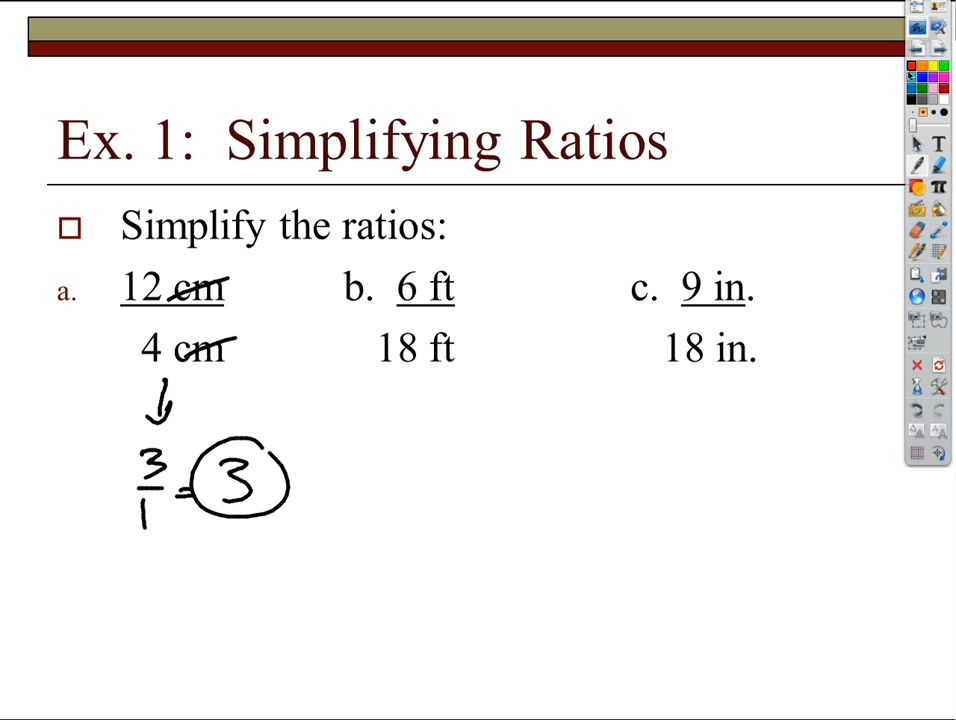 Ex. 1: Simplifying Ratios
Simplify the ratios:
a. 12 cm b. 6 ft c. 9 in.
4 cm 18 ft 18 in.
3
1 = 3
T
π